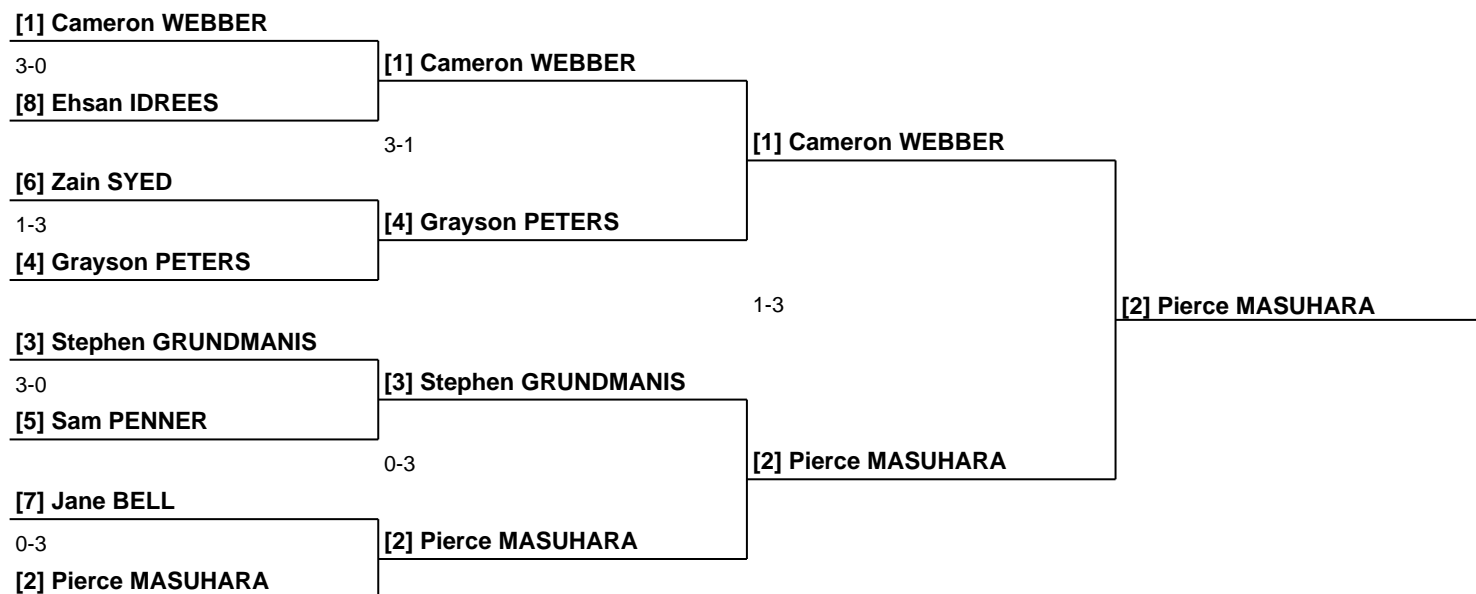 [1] Cameron WEBBER
3-0
[1] Cameron WEBBER
[8] Ehsan IDREES
3-1
[1] Cameron WEBBER
[6] Zain SYED
1-3
[4] Grayson PETERS
[4] Grayson PETERS
1-3
[2] Pierce MASUHARA
[3] Stephen GRUNDMANIS
3-0
[3] Stephen GRUNDMANIS
[5] Sam PENNER
0-3
[2] Pierce MASUHARA
[7] Jane BELL
0-3
[2] Pierce MASUHARA
[2] Pierce MASUHARA